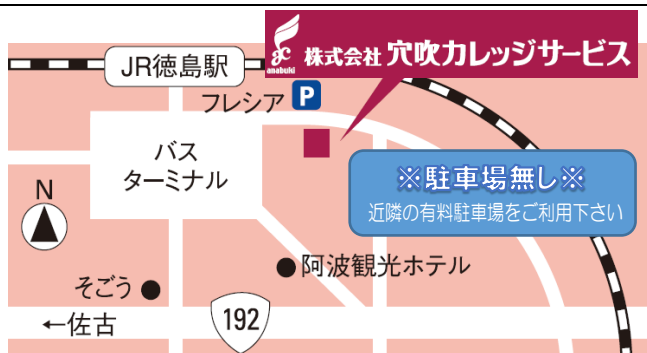 株式会社 穴吹カレッジサービス
anabuki
JR徳島駅
フレシア P
バス
ターミナル
※駐車場無し※
近隣の有料駐車場をご利用下さい
N
阿波観光ホテル
そごう
192
←佐古